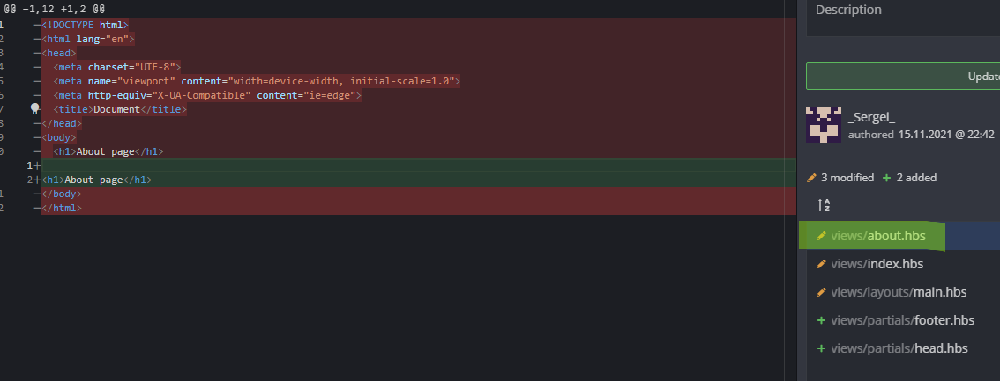 @@ -1,12 +1,2 @@
1 −<!DOCTYPE html>
2 −<html lang="en">
3 −<head>
4 −  <meta charset="UTF-8">
5 −  <meta name="viewport" content="width=device-width, initial-scale=1.0">
6 −  <meta http-equiv="X-UA-Compatible" content="ie=edge">
7 −  <title>Document</title>
8 −</head>
9 −<body>
0 −  <h1>About page</h1>
1+
2+<h1>About page</h1>
1 −</body>
2 −</html>
Description
Update
_Sergei_
authored 15.11.2021 @ 22:42
3 modified + 2 added
A
Z
views/about.hbs
views/index.hbs
views/layouts/main.hbs
+ views/partials/footer.hbs
+ views/partials/head.hbs